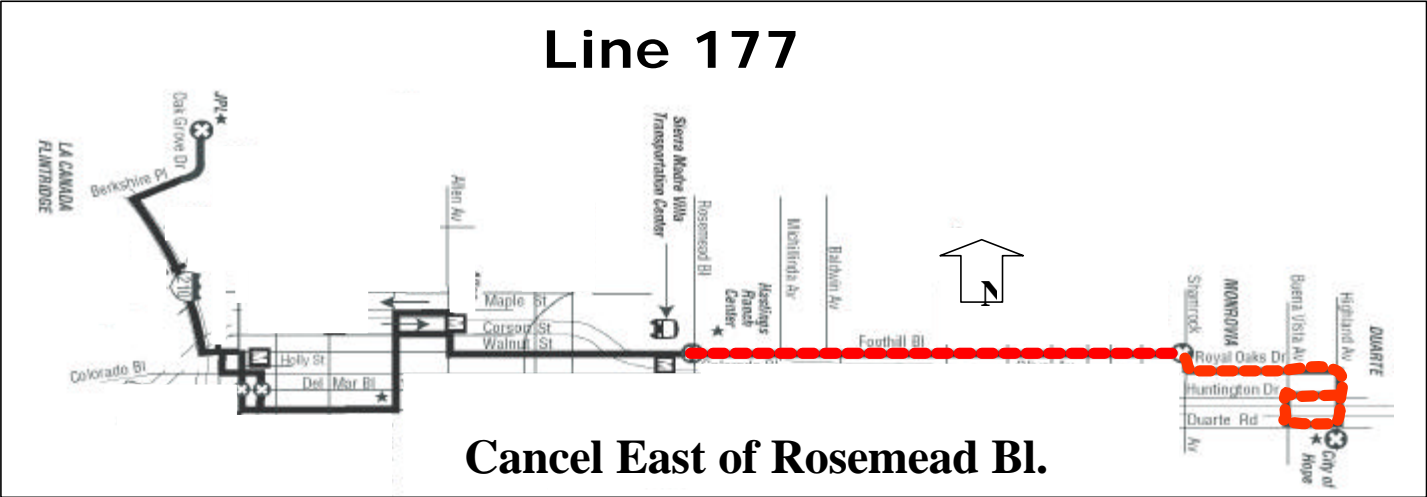 Line 177
JPL
Oak Grove Dr
LA CANADA
FLINTRIDGE
Berkshire Pl
210
Colorado Bl
M
Holly St
Del Mar Bl
Allen Av
M
Maple St
Corson St
Walnut St
Sierra Madre Villa
Transportation Center
M
Rosemead Bl
Hastings
Ranch
Center
Michillinda Av
Baldwin Av
N
Foothill Bl
Shamrock
Av
MONROVIA
Royal Oaks Dr
Huntington Dr
Duarte Rd
Buena Vista Av
Highland Av
DUARTE
City of
Hope
Cancel East of Rosemead Bl.